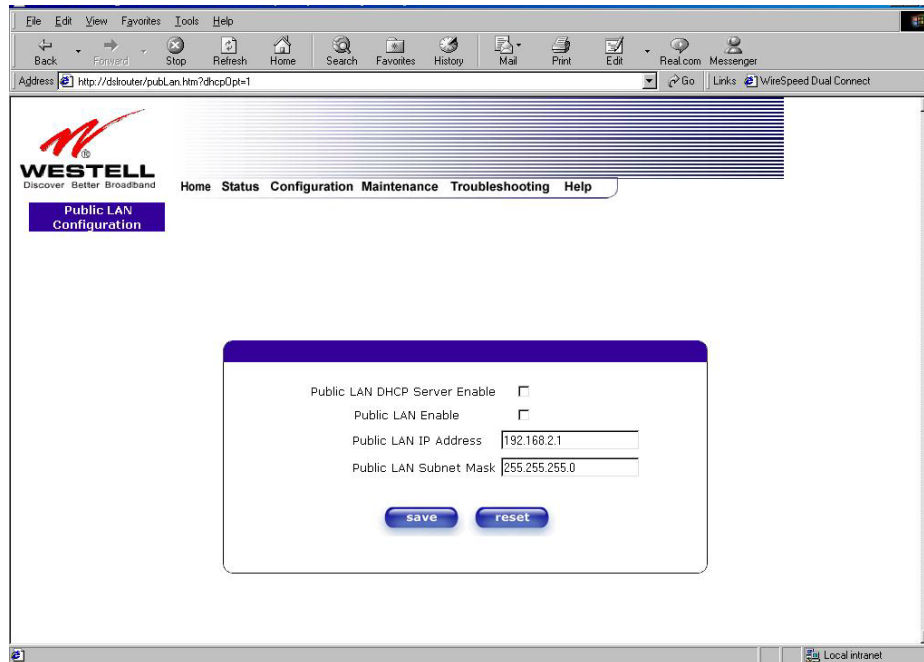 File Edit View Favorites Tools Help
Back Forward Stop Refresh Home Search Favorites History Mail Print Edit Real.com Messenger
Address http://dslrouter/pubLan.htm?dhcpOpt=1 Go Links WireSpeed Dual Connect
WESTELL
®
Discover Better Broadband
Home Status Configuration Maintenance Troubleshooting Help
Public LAN
Configuration
Public LAN DHCP Server Enable
Public LAN Enable
Public LAN IP Address 192.168.2.1
Public LAN Subnet Mask 255.255.255.0
save reset
Local intranet